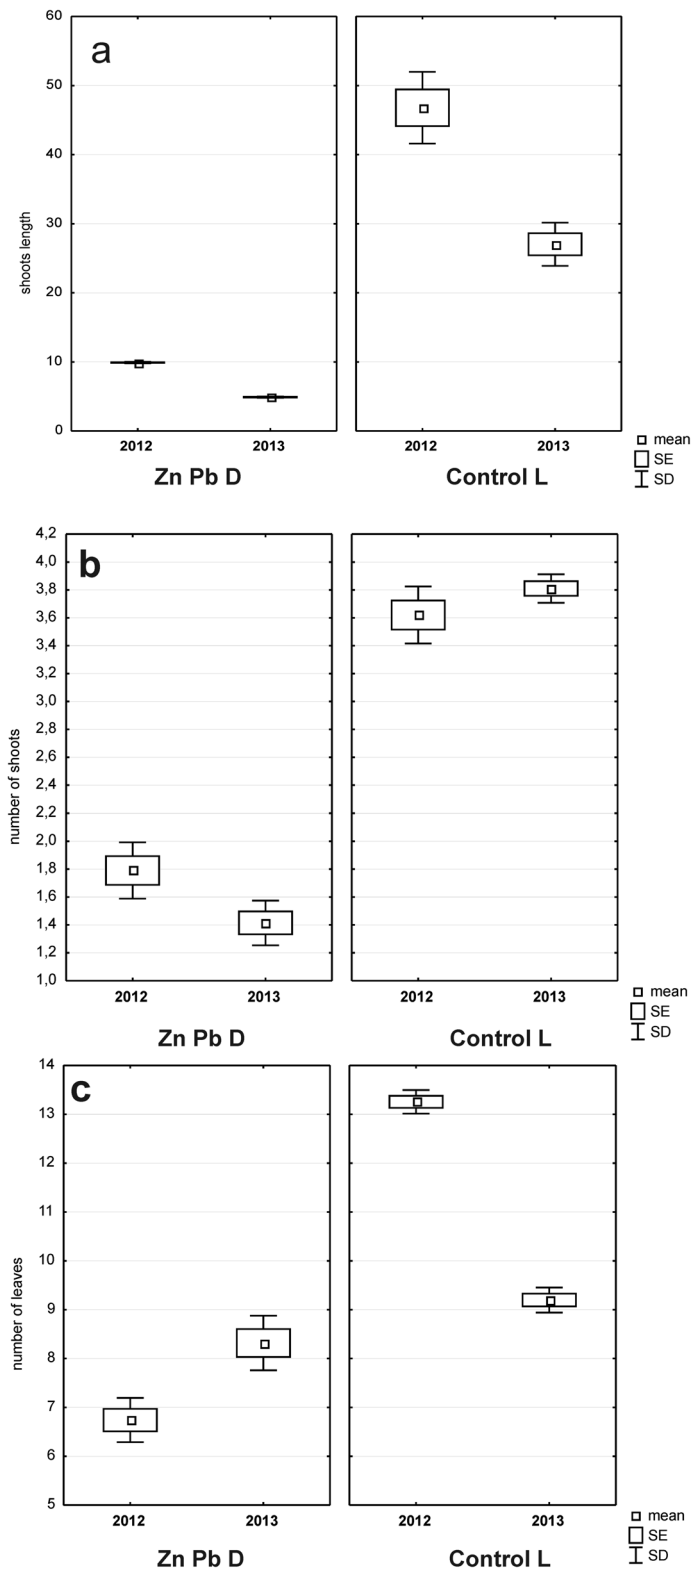 a
60
50
40
30
20
10
0
shoots length
2012 2013 2012 2013
Zn Pb D Control L
mean
SE
SD
b
4,2
4,0
3,8
3,6
3,4
3,2
3,0
2,8
2,6
2,4
2,2
2,0
1,8
1,6
1,4
1,2
1,0
number of shoots
2012 2013 2012 2013
Zn Pb D Control L
mean
SE
SD
c
14
13
12
11
10
9
8
7
6
5
number of leaves
2012 2013 2012 2013
Zn Pb D Control L
mean
SE
SD